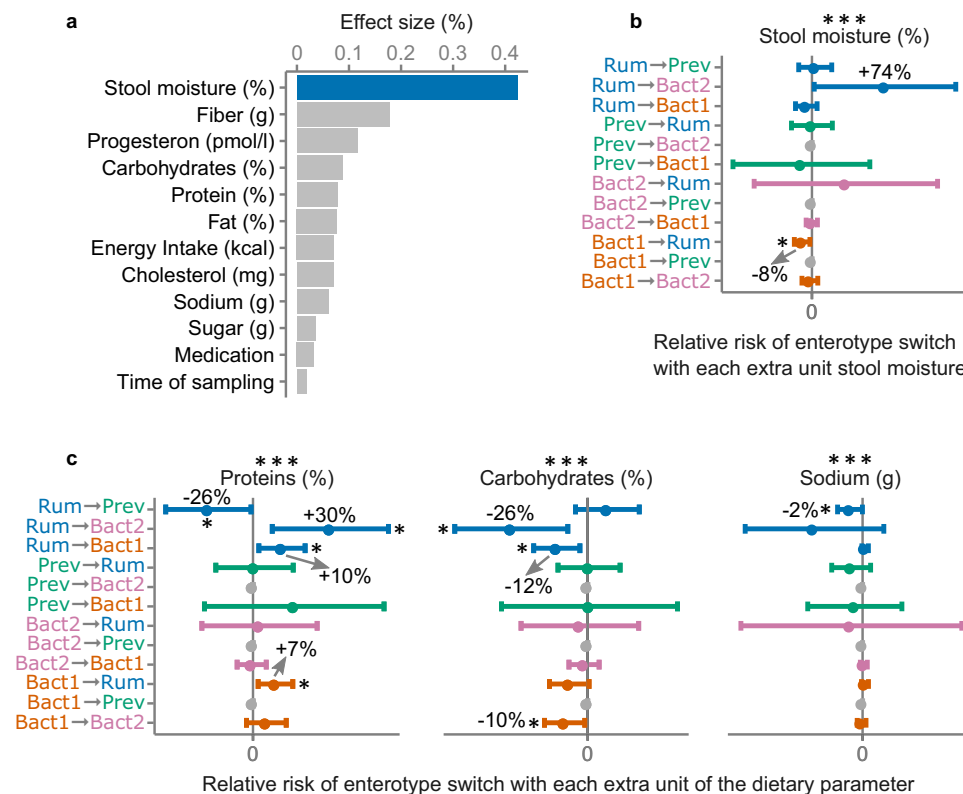 a
Effect size (%)
0 0.1 0.2 0.3 0.4
Stool moisture (%)
Fiber (g)
Progesteron (pmol/l)
Carbohydrates (%)
Protein (%)
Fat (%)
Energy Intake (kcal)
Cholesterol (mg)
Sodium (g)
Sugar (g)
Medication
Time of sampling
b
***
Stool moisture (%)
Rum→Prev
Rum→Bact2 +74%
Rum→Bact1
Prev→Rum
Prev→Bact2
Prev→Bact1
Bact2→Rum
Bact2→Prev
Bact2→Bact1
Bact1→Rum *
Bact1→Prev
-8%
Bact1→Bact2
0
Relative risk of enterotype switch
with each extra unit stool moisture
c
*** *** ***
Proteins (%) Carbohydrates (%) Sodium (g)
Rum→Prev -26% * -26% -2% *
Rum→Bact2 +30% * *
Rum→Bact1 * +10% * -12%
Prev→Rum
Prev→Bact2
Prev→Bact1
Bact2→Rum
Bact2→Prev +7%
Bact2→Bact1
Bact1→Rum *
Bact1→Prev
Bact1→Bact2 -10% *
0 0 0
Relative risk of enterotype switch with each extra unit of the dietary parameter